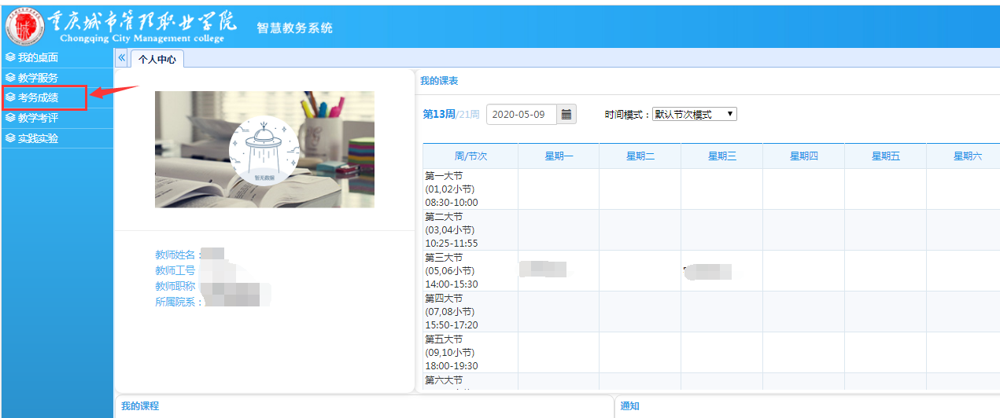 重庆城市管理职业学院
Chongqing City Management college
智慧教务系统
我的桌面
教学服务
考务成绩
教学考评
实践实验
个人中心
暂无数据
教师姓名：
教师工号
教师职称
所属院系：
我的课表
第13周/21周 2020-05-09 时间模式：默认节次模式
周/节次 星期一 星期二 星期三 星期四 星期五 星期六
第一大节
(01,02小节)
08:30-10:00
第二大节
(03,04小节)
10:25-11:55
第三大节
(05,06小节)
14:00-15:30
第四大节
(07,08小节)
15:50-17:20
第五大节
(09,10小节)
18:00-19:30
第六大节
我的课程
通知